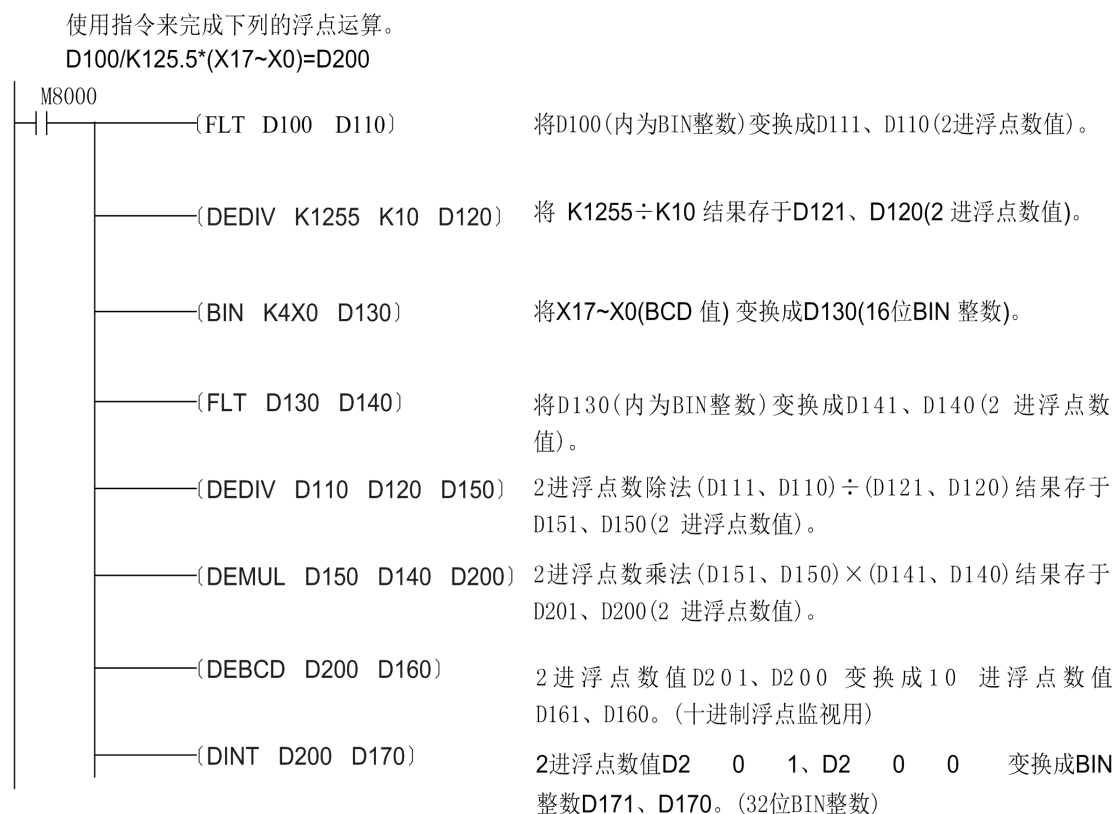 使用指令来完成下列的浮点运算。
D100/K125.5*(X17~X0)=D200
M8000
(FLT D100 D110) 将D100(内为BIN整数)变换成D111、D110(2进浮点数值)。
(DEDIV K1255 K10 D120) 将 K1255÷K10 结果存于D121、D120(2 进浮点数值)。
(BIN K4X0 D130) 将X17~X0(BCD 值) 变换成D130(16位BIN 整数)。
(FLT D130 D140) 将D130(内为BIN整数)变换成D141、D140(2 进浮点数
值)。
(DEDIV D110 D120 D150) 2进浮点数除法(D111、D110)÷(D121、D120)结果存于
D151、D150(2 进浮点数值)。
(DEMUL D150 D140 D200) 2进浮点数乘法(D151、D150)×(D141、D140)结果存于
D201、D200(2 进浮点数值)。
(DEBCD D200 D160) 2进浮点数值D201、D200 变换成10 进浮点数值
D161、D160。(十进制浮点监视用)
(DINT D200 D170) 2进浮点数值D2 0 1、D2 0 0 变换成BIN
整数D171、D170。(32位BIN整数)